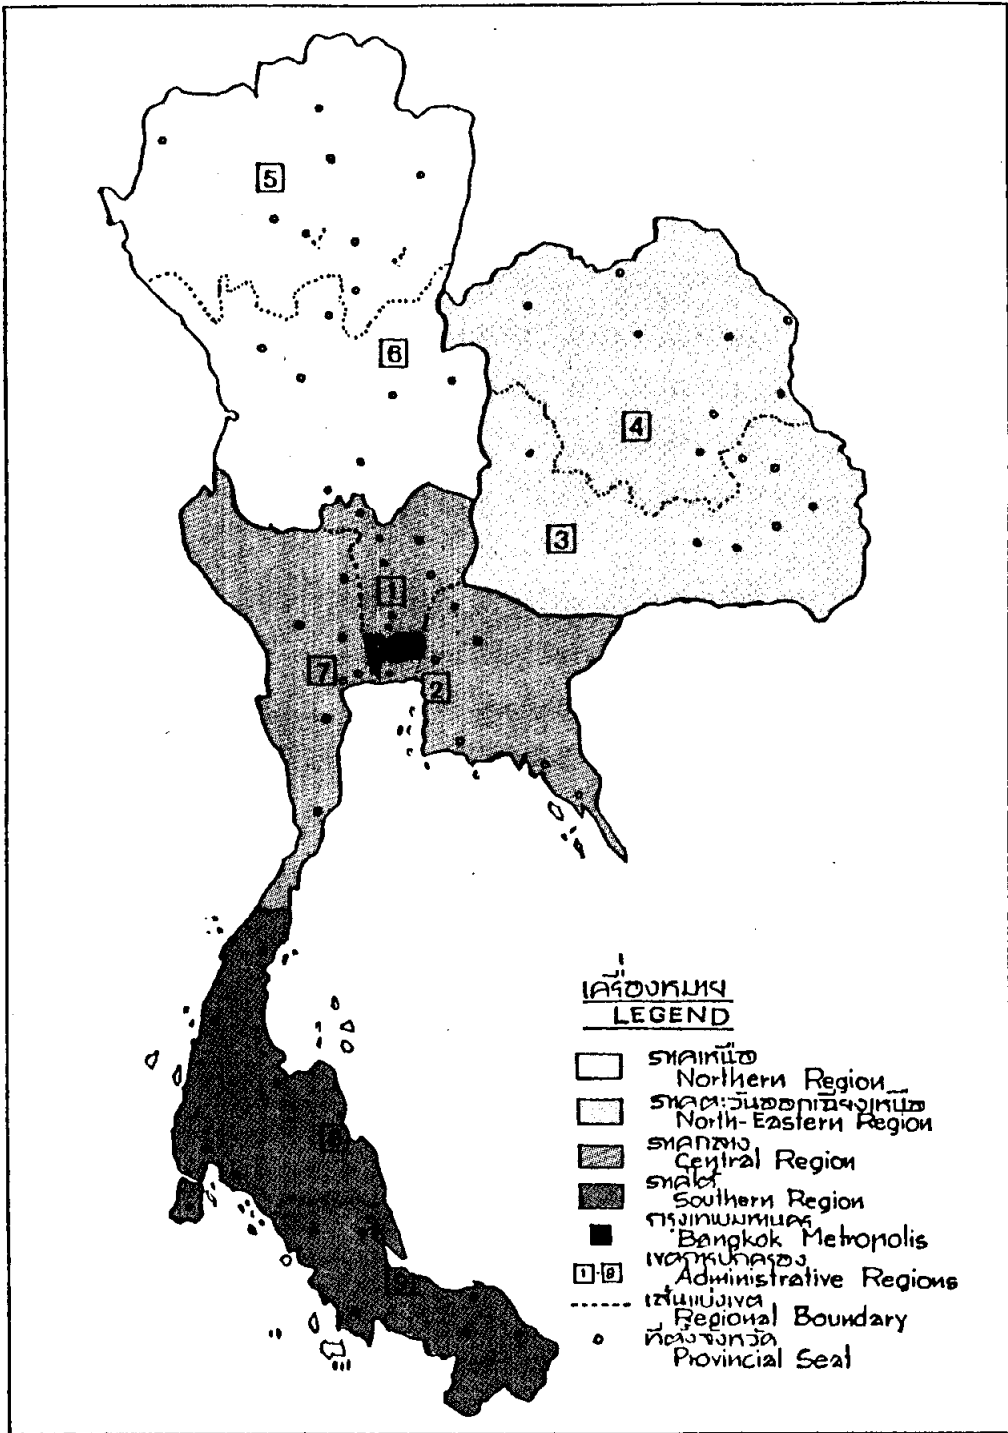 5
6
4
3
1
7
2
8
9
เครื่องหมาย
LEGEND
ภาคเหนือ
Northern Region
ภาคตะวันออกเฉียงเหนือ
North-Eastern Region
ภาคกลาง
Central Region
ภาคใต้
Southern Region
กรุงเทพมหานคร
Bangkok Metropolis
เขตการปกครอง
1-9 Administrative Regions
เส้นแบ่งเขต
Regional Boundary
ที่ตั้งจังหวัด
Provincial Seat